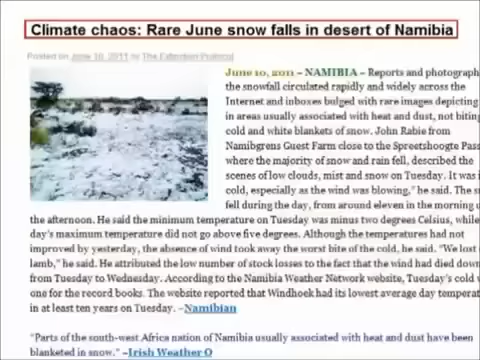 Climate chaos: Rare June snow falls in desert of Namibia
Posted on June 10, 2011 by The Extinction Protocol
June 10, 2011 – NAMIBIA – Reports and photograph
the snowfall circulated rapidly and widely across the
Internet and inboxes bulged with rare images depicting
in areas usually associated with heat and dust, not biting
cold and white blankets of snow. John Rabie from
Namibgrens Guest Farm close to the Spreetshoogte Pass
where the majority of snow and rain fell, described the
scenes of low clouds, mist and snow on Tuesday. It was i
cold, especially as the wind was blowing,” he said. The s
fell during the day, from around eleven in the morning u
the afternoon. He said the minimum temperature on Tuesday was minus two degrees Celsius, while
day’s maximum temperature did not go above five degrees. Although the temperatures had not
improved by yesterday, the absence of wind took away the worst bite of the cold, he said. “We lost
lamb,” he said. He attributed the low number of stock losses to the fact that the wind had died down
from Tuesday to Wednesday. According to the Namibia Weather Network website, Tuesday’s cold
one for the record books. The website reported that Windhoek had its lowest average day temperat
in at least ten years on Tuesday. –Namibian
“Parts of the south-west Africa nation of Namibia usually associated with heat and dust have been
blanketed in snow.” –Irish Weather O